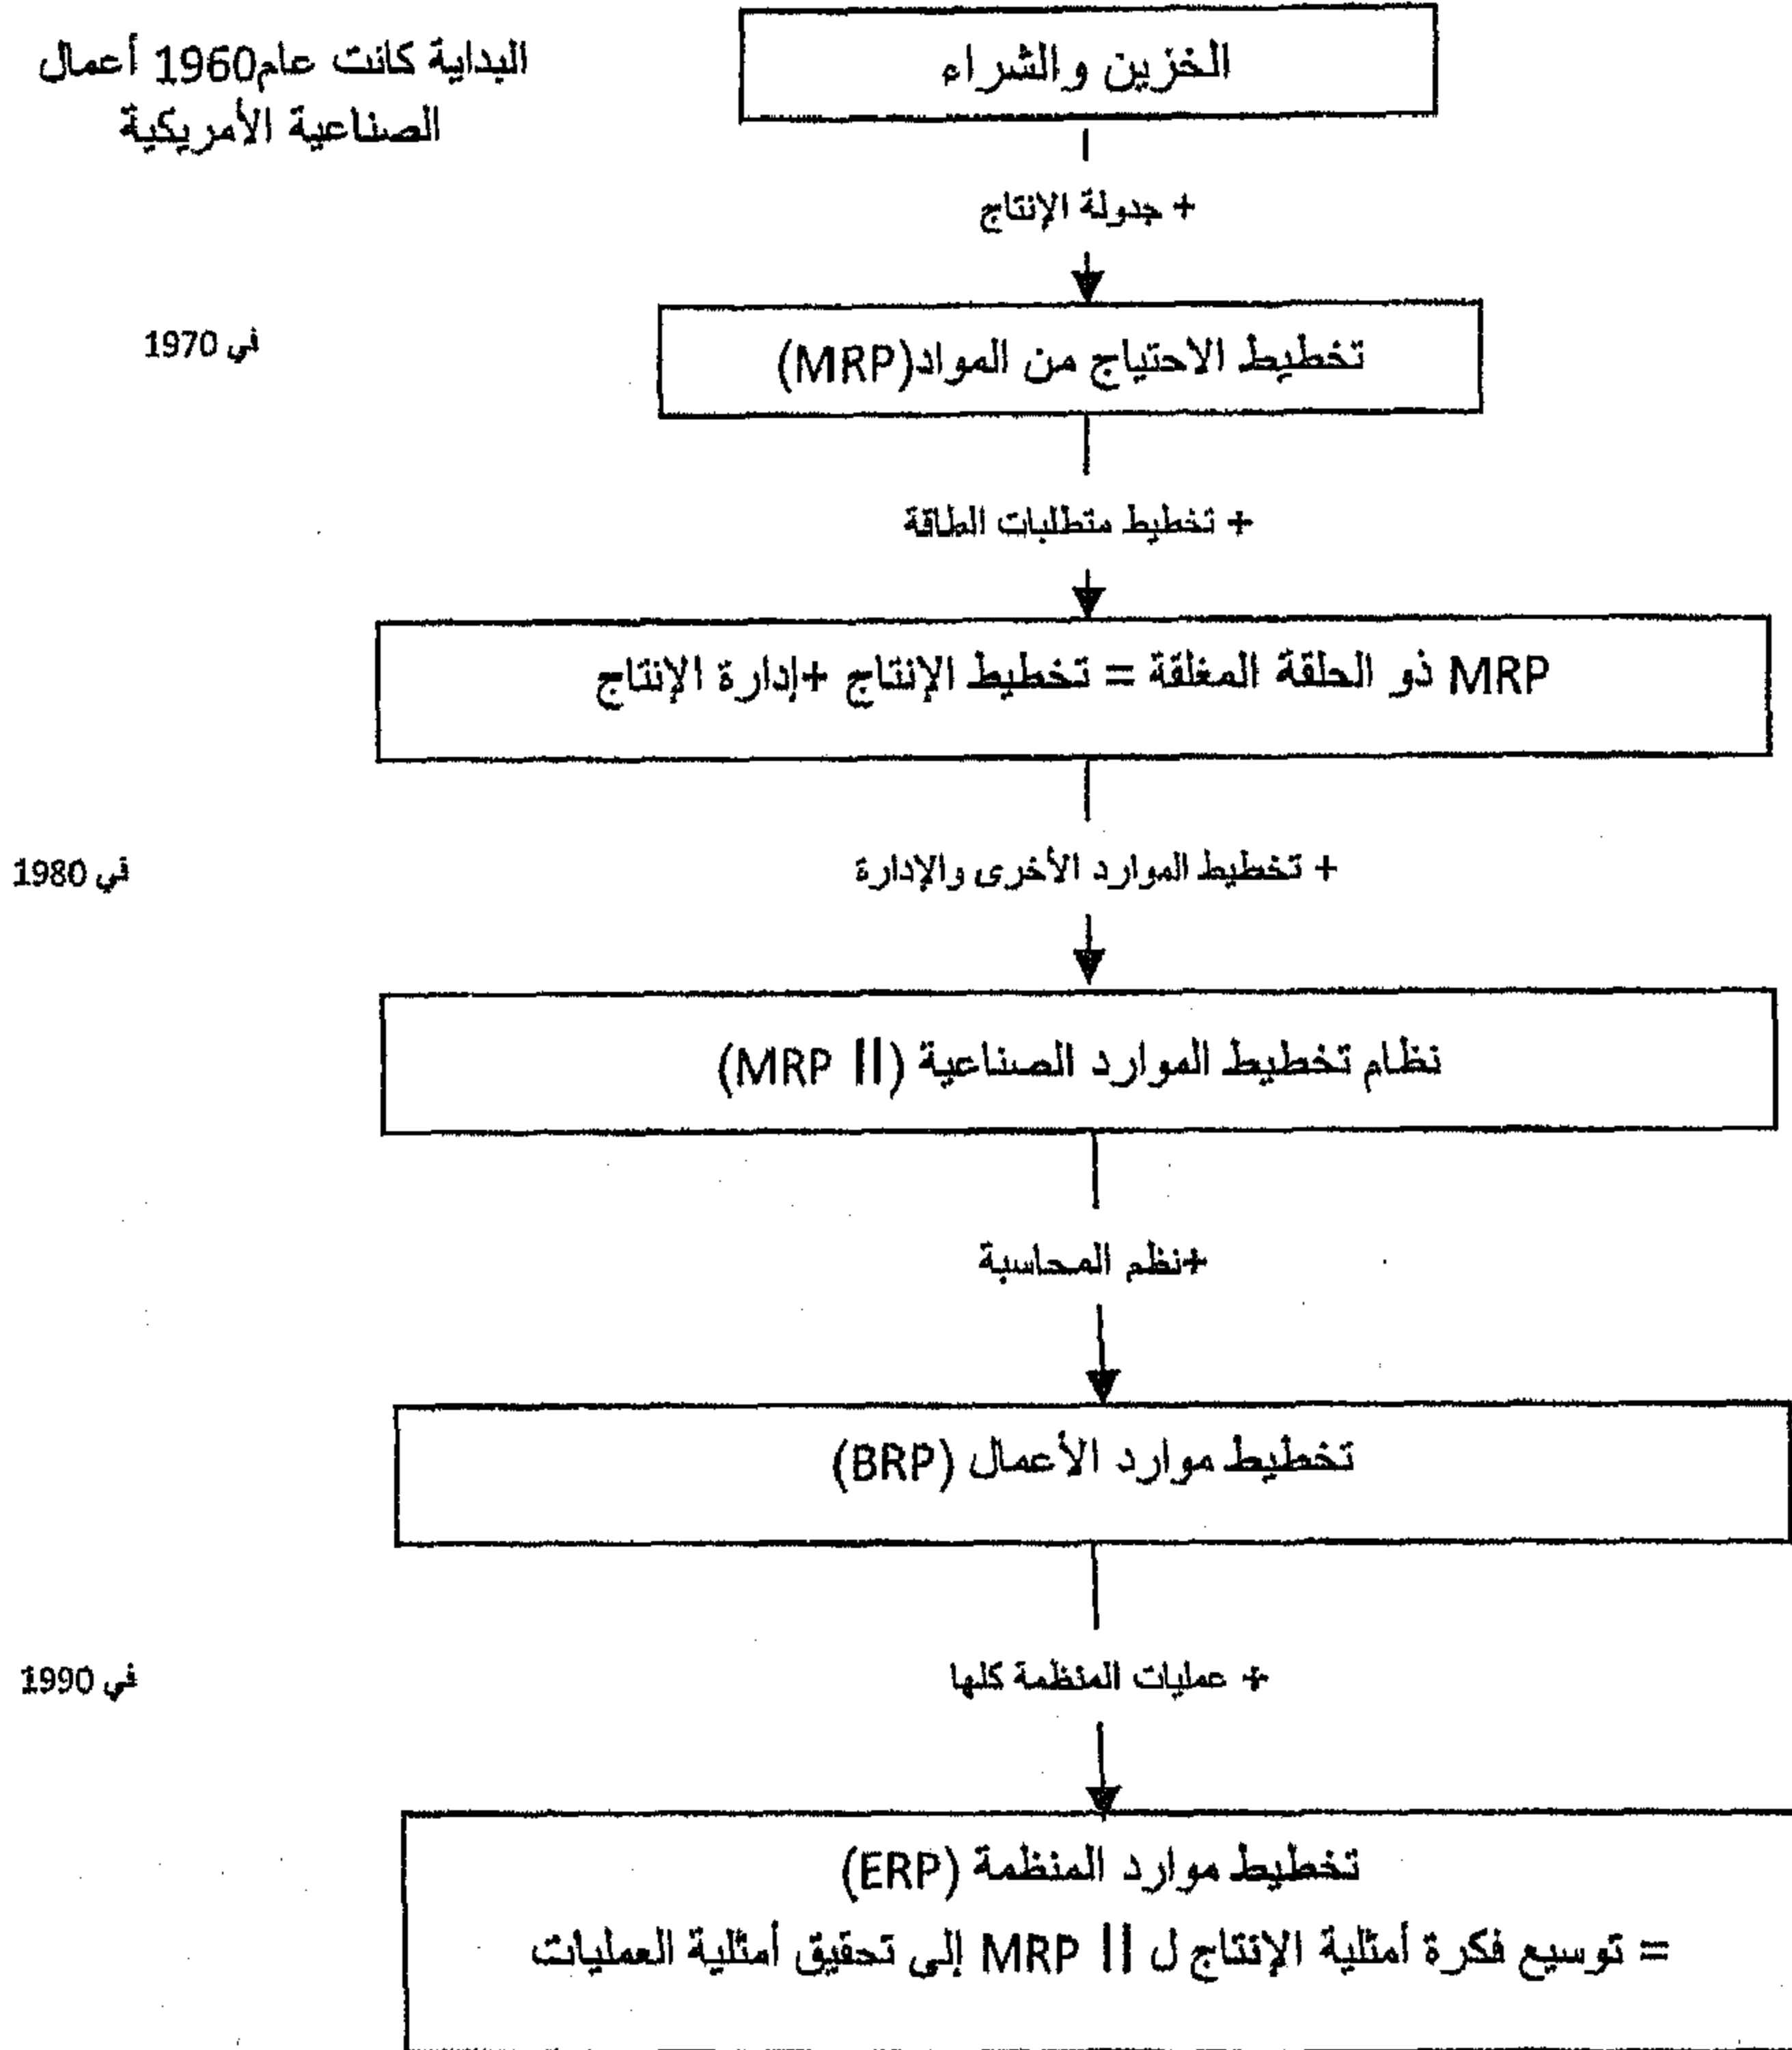 البداية كانت عام1960 أعمال
الصناعية الأمريكية
الخزين والشراء
+ جدولة الإنتاج
في 1970
تخطيط الاحتياج من المواد(MRP)
+ تخطيط متطلبات الطاقة
MRP ذو الحلقة المغلقة = تخطيط الإنتاج +إدارة الإنتاج
في 1980
+ تخطيط الموارد الأخرى والإدارة
نظام تخطيط الموارد الصناعية (MRP II)
+نظم المحاسبة
تخطيط موارد الأعمال (BRP)
في 1990
+ عمليات المنظمة كلها
تخطيط موارد المنظمة (ERP)
= توسيع فكرة أمثلية الإنتاج ل MRP II إلى تحقيق أمثلية العمليات